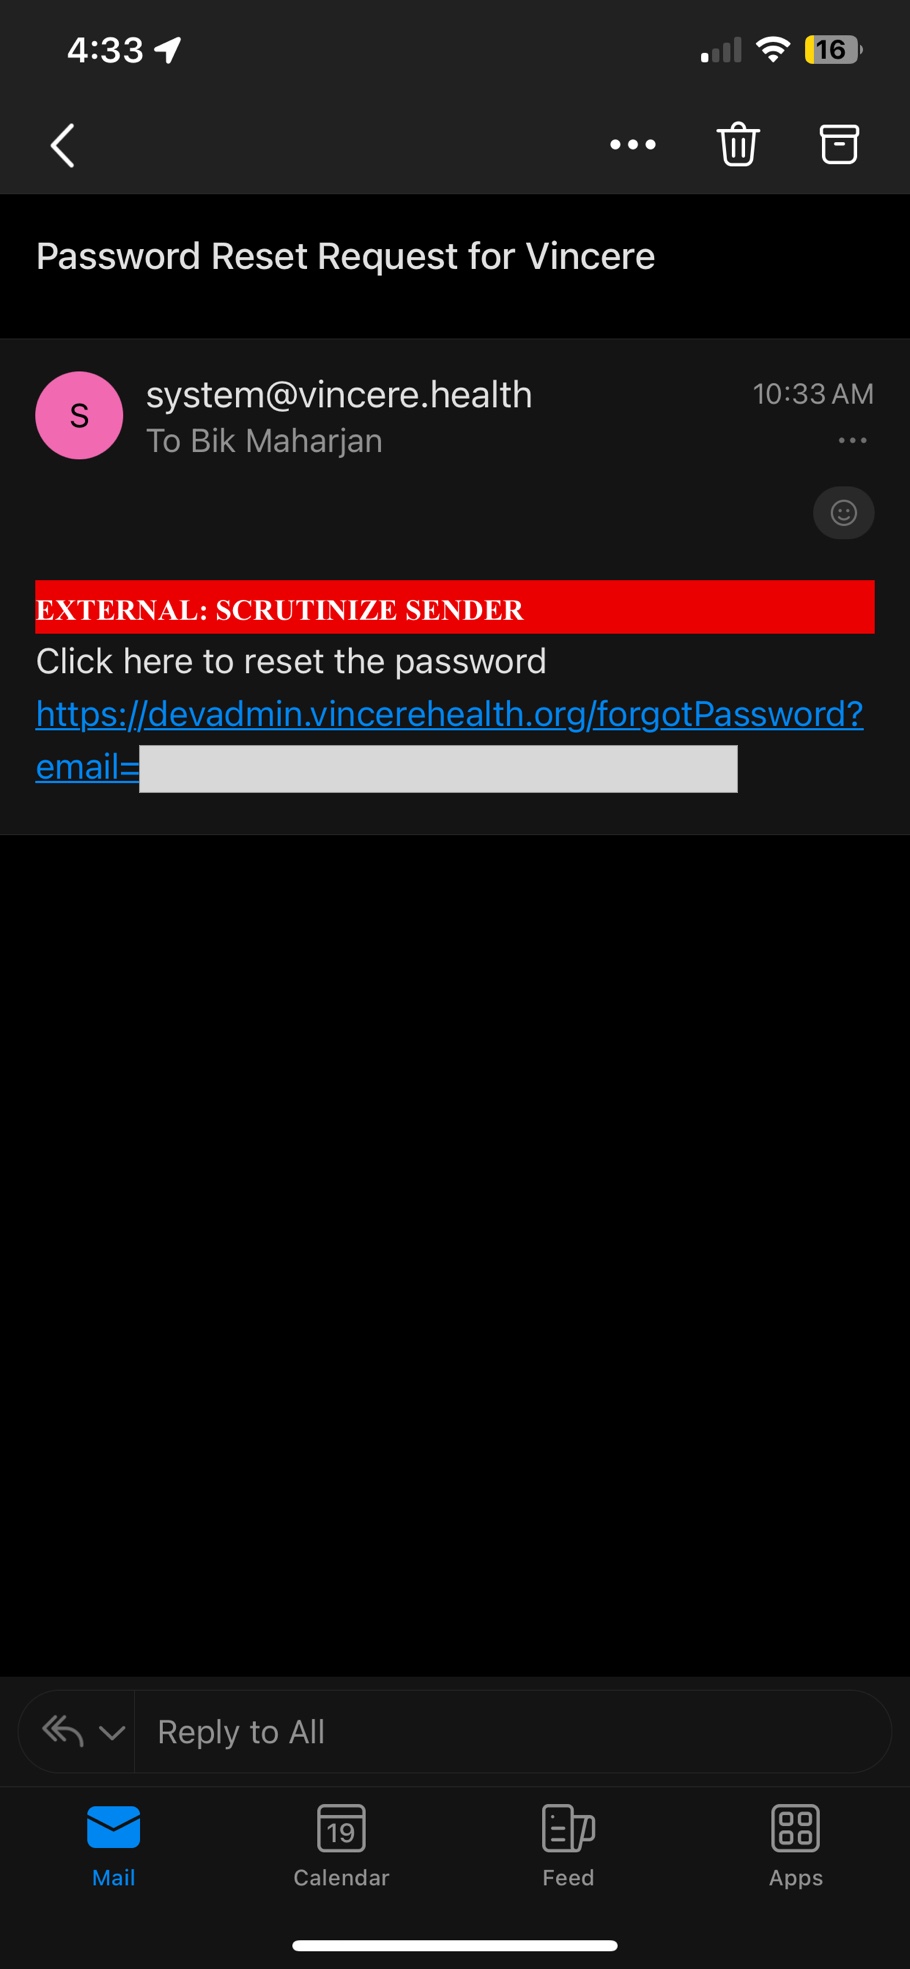 4:33
16
Password Reset Request for Vincere
S
system@vincere.health
10:33 AM
To Bik Maharjan
EXTERNAL: SCRUTINIZE SENDER
Click here to reset the password
https://devadmin.vincerehealth.org/forgotPassword?
email=
Reply to All
19
Mail
Calendar
Feed
Apps